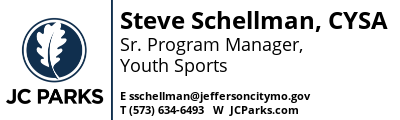 JC PARKS
Steve Schellman, CYSA
Sr. Program Manager,
Youth Sports
E sschellman@jeffersoncitymo.gov
T (573) 634-6493 W JCParks.com